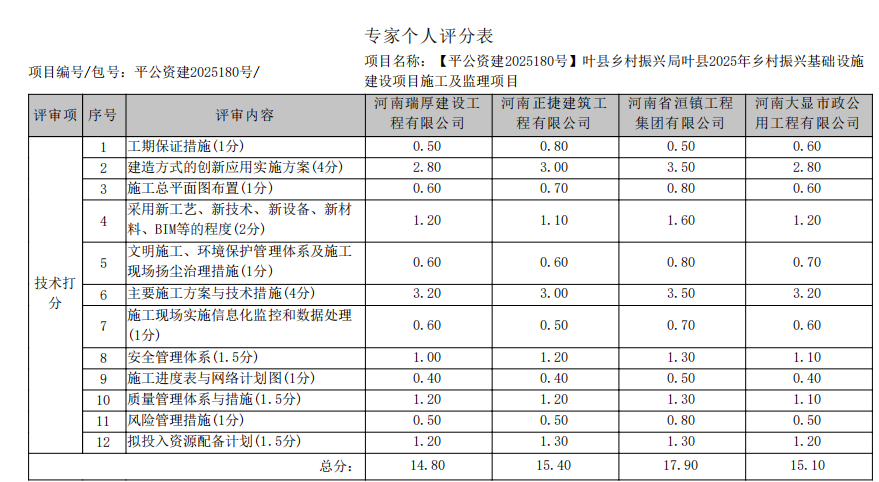 专家个人评分表
项目编号/包号: 平公资建2025180号/
项目名称: 【平公资建2025180号】叶县乡村振兴局叶县2025年乡村振兴基础设施
建设项目施工及监理项目
评审项 序号 评审内容 河南瑞厚建设工 河南正捷建筑工 河南省洹镇工程 河南大显市政公
程有限公司 程有限公司 集团有限公司 用工程有限公司
技术打
分
1 工期保证措施(1分) 0.50 0.80 0.50 0.60
2 建造方式的创新应用实施方案(4分) 2.80 3.00 3.50 2.80
3 施工总平面图布置(1分) 0.60 0.70 0.80 0.60
4 采用新工艺、新技术、新设备、新材
料、BIM等的程度(2分) 1.20 1.10 1.60 1.20
5 文明施工、环境保护管理体系及施工
现场扬尘治理措施(1分) 0.60 0.60 0.80 0.70
6 主要施工方案与技术措施(4分) 3.20 3.00 3.50 3.20
7 施工现场实施信息化监控和数据处理
(1分) 0.60 0.50 0.70 0.60
8 安全管理体系(1.5分) 1.00 1.20 1.30 1.10
9 施工进度表与网络计划图(1分) 0.40 0.40 0.50 0.40
10 质量管理体系与措施(1.5分) 1.20 1.20 1.30 1.10
11 风险管理措施(1分) 0.50 0.50 0.80 0.50
12 拟投入资源配备计划(1.5分) 1.20 1.30 1.30 1.20
总分: 14.80 15.40 17.90 15.10